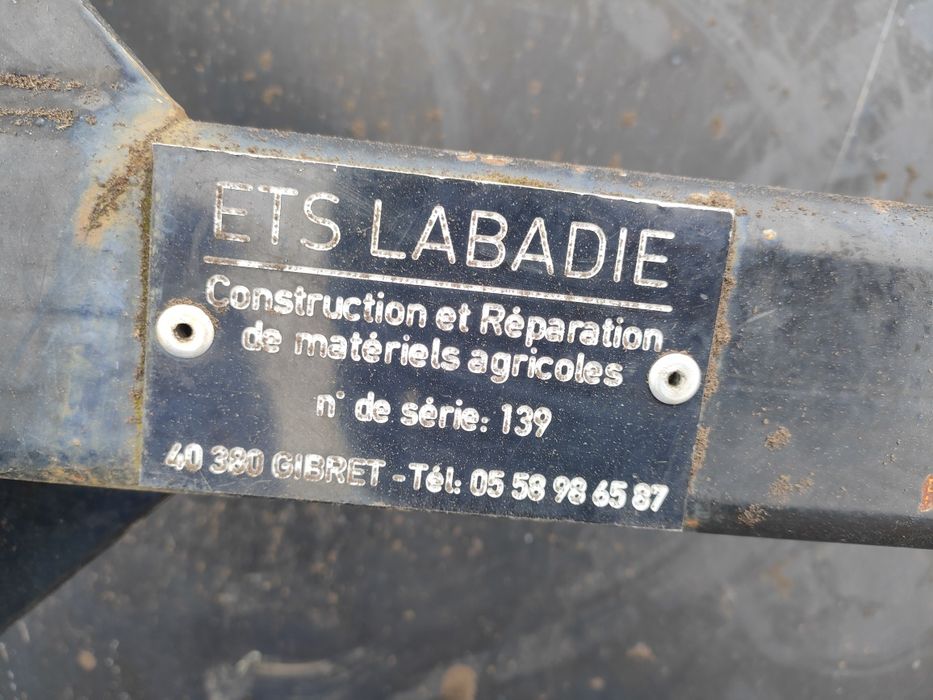 ETS LABADIE
Construction et Réparation
de matériels agricoles
n° de série: 139
40 380 GIBRET - Tél: 05 58 98 65 87